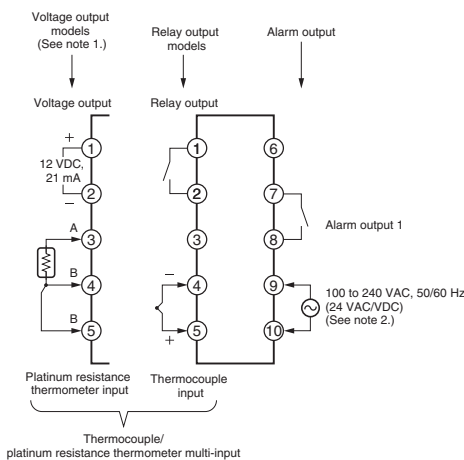 Voltage output
models
(See note 1.)
Relay output
models
Alarm output
Voltage output
Relay output
+
12 VDC,
21 mA
−
1
2
A
3
B
4
B
5
1
2
3
−
4
+
5
6
7
8
Alarm output 1
9
10
100 to 240 VAC, 50/60 Hz
(24 VAC/VDC)
(See note 2.)
Platinum resistance
thermometer input
Thermocouple
input
Thermocouple/
platinum resistance thermometer multi-input